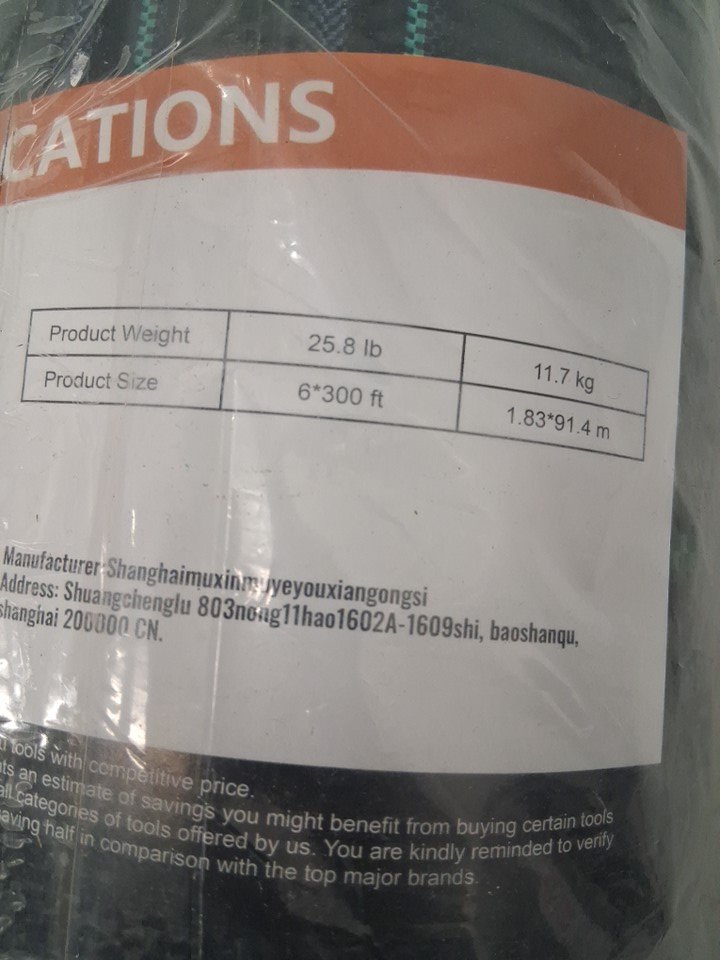 CATIONS
Product Weight 25.8 lb 11.7 kg
Product Size 6*300 ft 1.83*91.4 m
Manufacturer:Shanghaimuxinmuyeyouxiangongsi
Address: Shuangchenglu 803nong11hao1602A-1609shi, baoshanqu,
shanghai 200000 CN.
tools with competitive price.
an estimate of savings you might benefit from buying certain tools
all categories of tools offered by us. You are kindly reminded to verify
aving half in comparison with the top major brands.